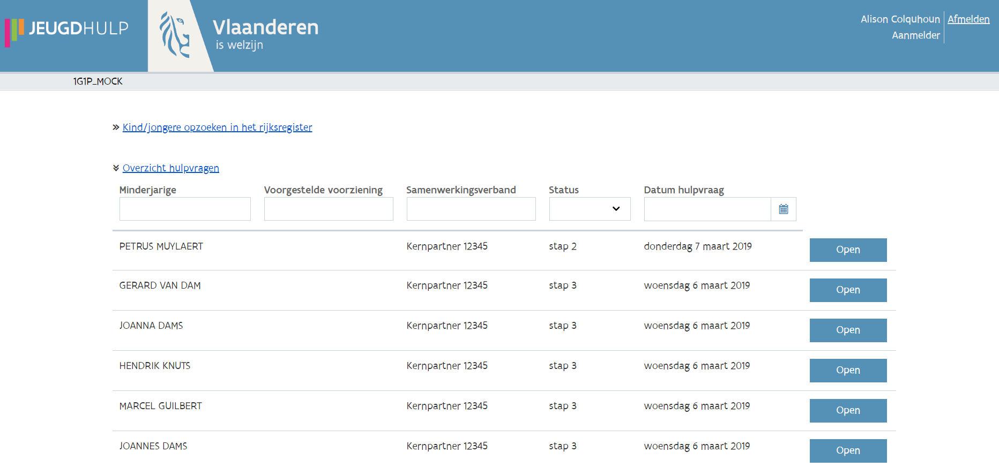 JEUGDHULP
Vlaanderen
is welzijn
Alison Colquhoun Afmelden
Aanmelder
1G1P_MOCK
Kind/jongere opzoeken in het rijksregister
Overzicht hulpvragen
Minderjarige Voorgestelde voorziening Samenwerkingsverband Status Datum hulpvraag
PETRUS MUYLAERT Kernpartner 12345 stap 2 donderdag 7 maart 2019 Open
GERARD VAN DAM Kernpartner 12345 stap 3 woensdag 6 maart 2019 Open
JOANNA DAMS Kernpartner 12345 stap 3 woensdag 6 maart 2019 Open
HENDRIK KNUTS Kernpartner 12345 stap 3 woensdag 6 maart 2019 Open
MARCEL GUILBERT Kernpartner 12345 stap 3 woensdag 6 maart 2019 Open
JOANNES DAMS Kernpartner 12345 stap 3 woensdag 6 maart 2019 Open